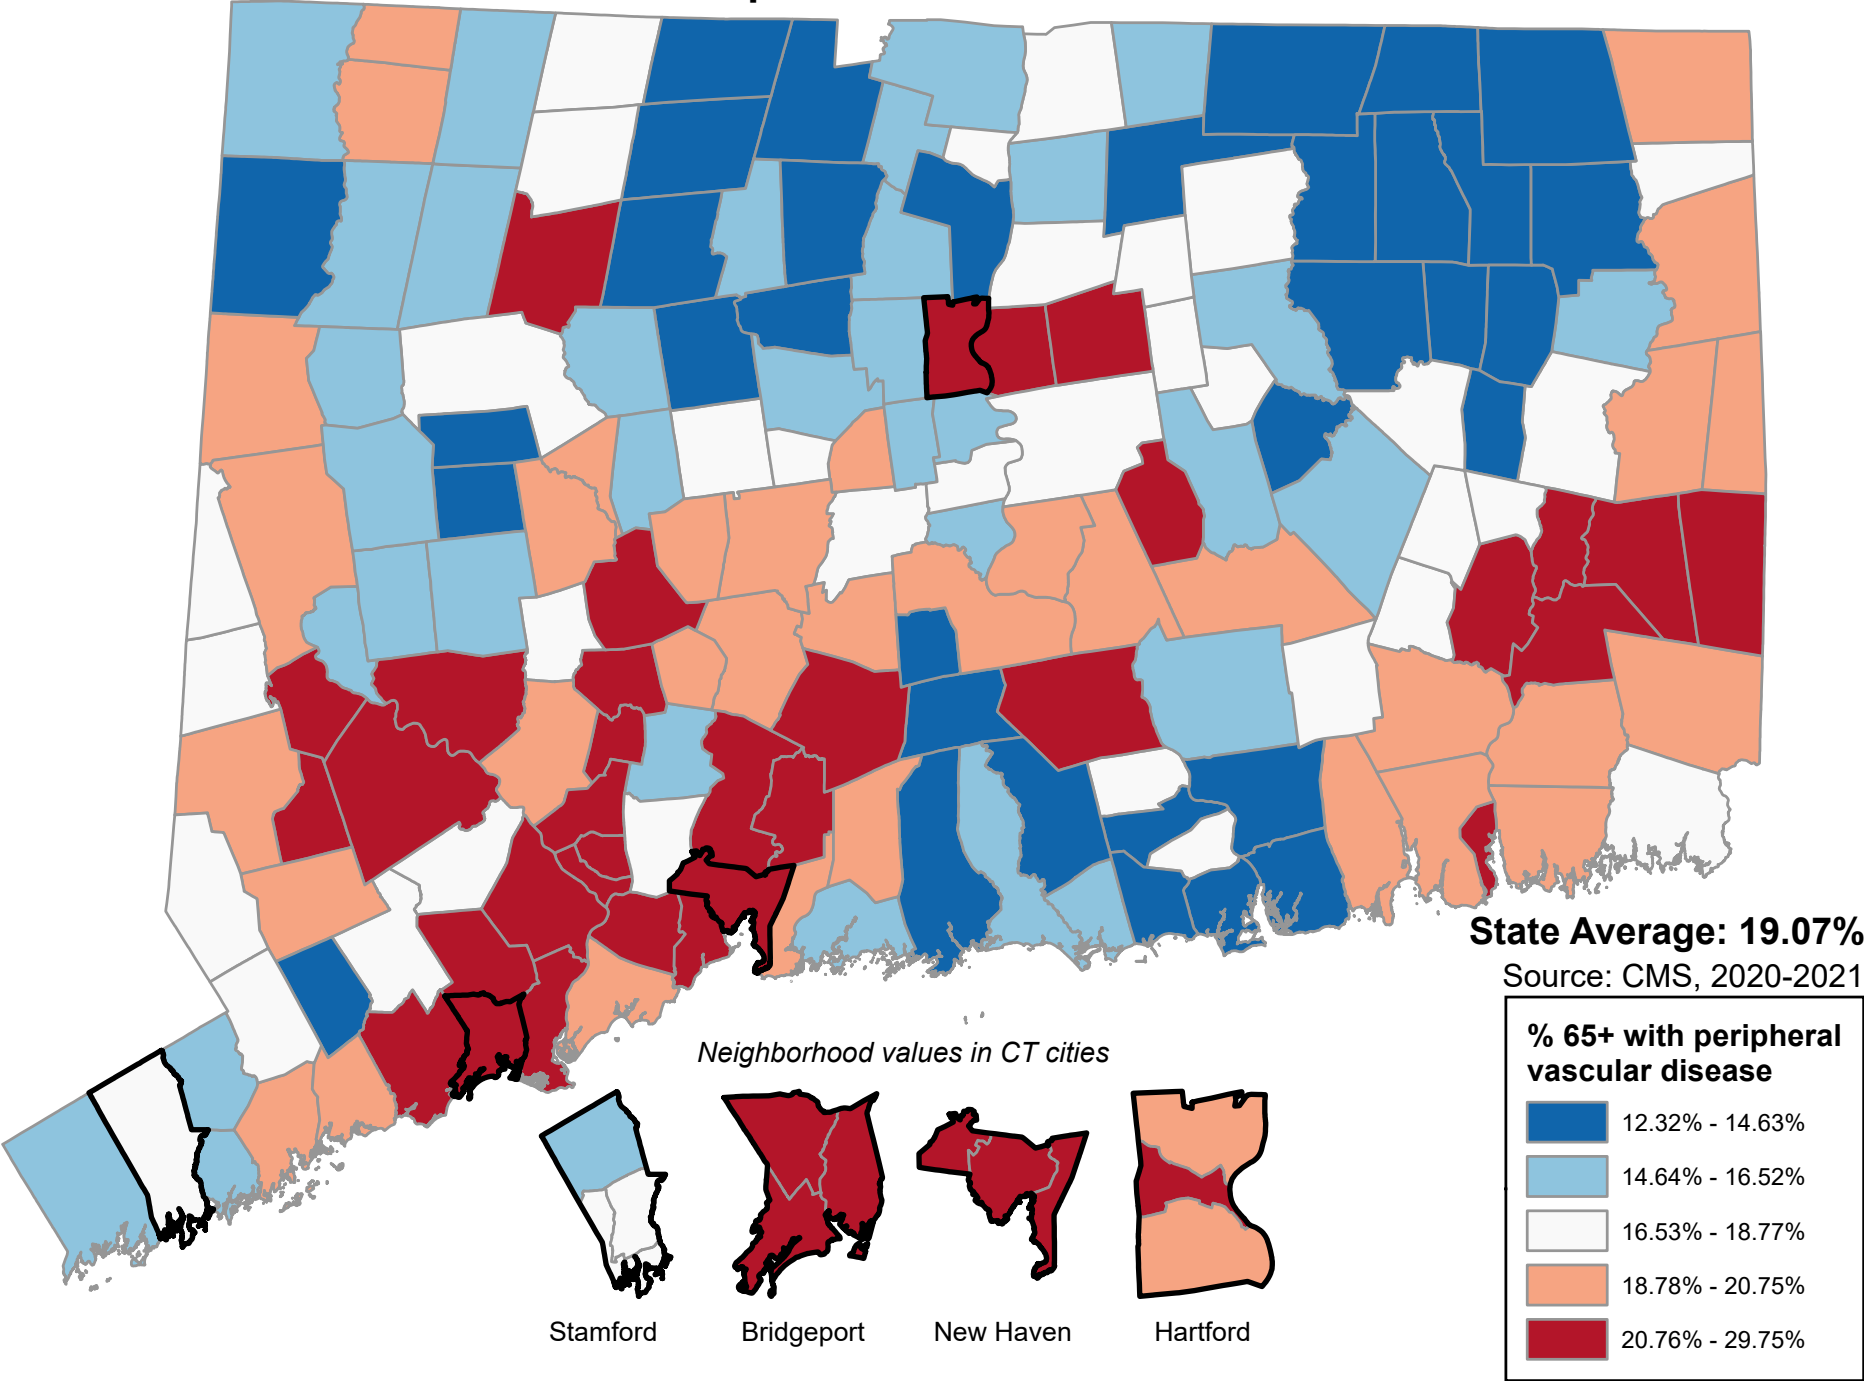 State Average: 19.07%
Source: CMS, 2020-2021
% 65+ with peripheral
vascular disease
12.32% - 14.63%
14.64% - 16.52%
16.53% - 18.77%
18.78% - 20.75%
20.76% - 29.75%
Neighborhood values in CT cities
Stamford
Bridgeport
New Haven
Hartford